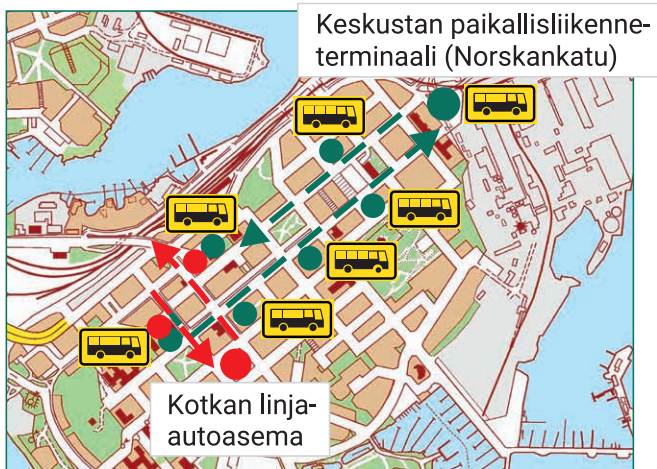 Keskustan paikallisliikenne-
terminaali (Norskankatu)
Kotkan linja-
autoasema